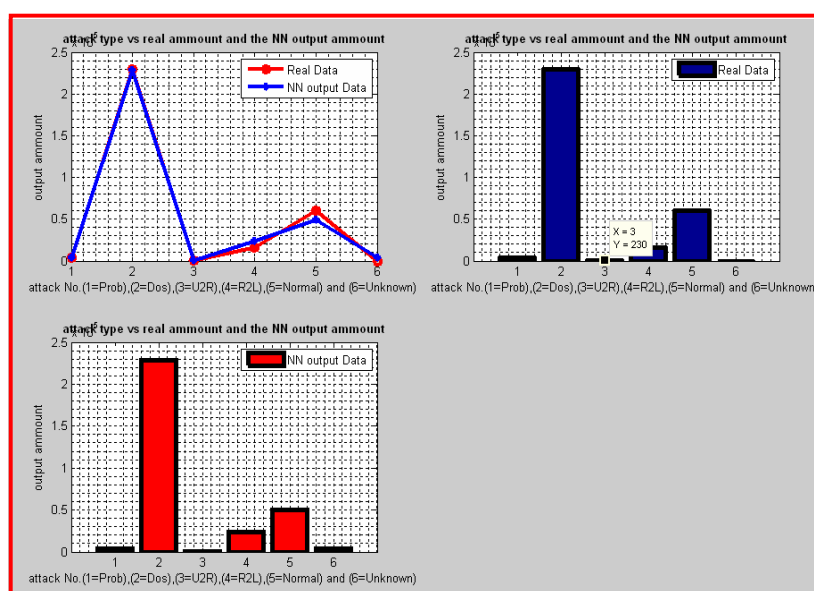 attack type vs real ammount and the NN output ammount
x 10^5
2.5
2
1.5
1
0.5
0
output ammount
Real Data
NN output Data
1 2 3 4 5 6
attack No.(1=Prob),(2=Dos),(3=U2R),(4=R2L),(5=Normal) and (6=Unknown)
attack type vs real ammount and the NN output ammount
x 10^5
2.5
2
1.5
1
0.5
0
output ammount
Real Data
X = 3
Y = 230
1 2 3 4 5 6
attack No.(1=Prob),(2=Dos),(3=U2R),(4=R2L),(5=Normal) and (6=Unknown)
attack type vs real ammount and the NN output ammount
x 10^5
2.5
2
1.5
1
0.5
0
output ammount
NN output Data
1 2 3 4 5 6
attack No.(1=Prob),(2=Dos),(3=U2R),(4=R2L),(5=Normal) and (6=Unknown)